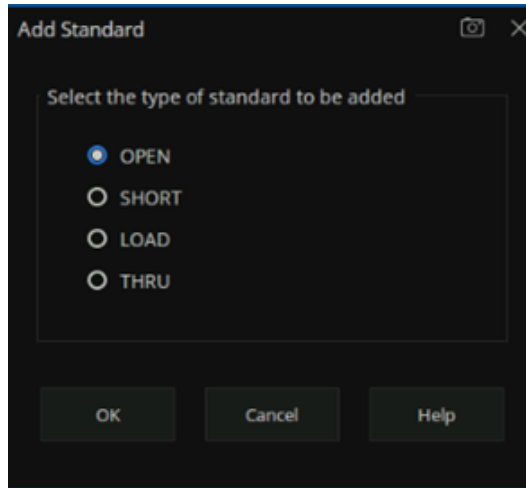 Add Standard
Select the type of standard to be added
OPEN
SHORT
LOAD
THRU
OK Cancel Help